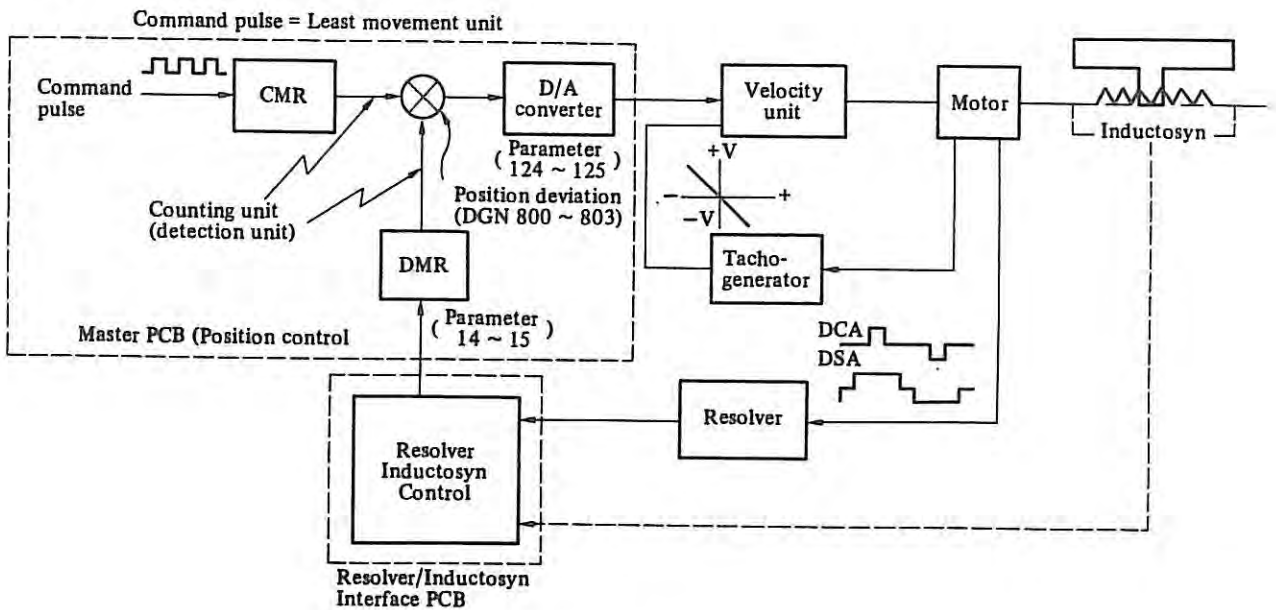 Command pulse = Least movement unit
Command
pulse
CMR
D/A
converter
( Parameter
124 ~ 125 )
Velocity
unit
Motor
Inductosyn
Counting unit
(detection unit)
Position deviation
(DGN 800 ~ 803)
+V
−
+
−V
Tacho-
generator
DMR
( Parameter
14 ~ 15 )
Master PCB (Position control
DCA
DSA
Resolver
Resolver
Inductosyn
Control
Resolver/Inductosyn
Interface PCB